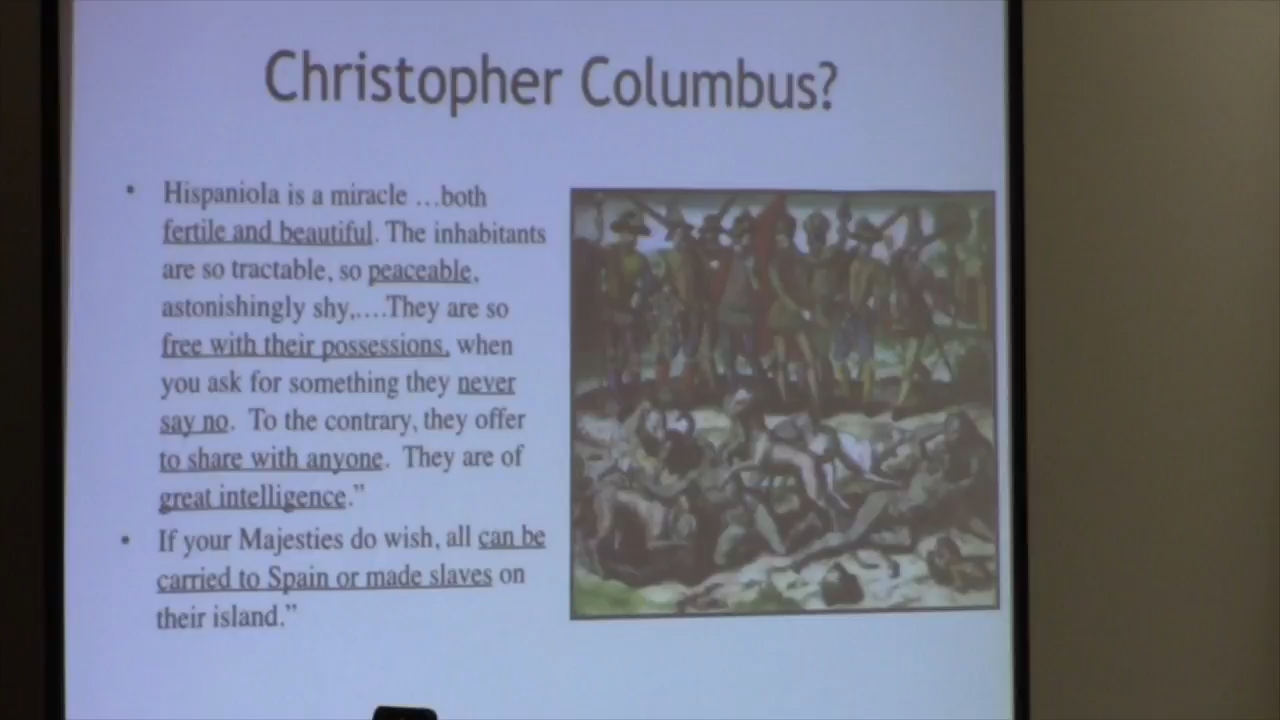 Christopher Columbus?
• Hispaniola is a miracle ...both
fertile and beautiful. The inhabitants
are so tractable, so peaceable,
astonishingly shy,....They are so
free with their possessions, when
you ask for something they never
say no. To the contrary, they offer
to share with anyone. They are of
great intelligence.”
• If your Majesties do wish, all can be
carried to Spain or made slaves on
their island.”